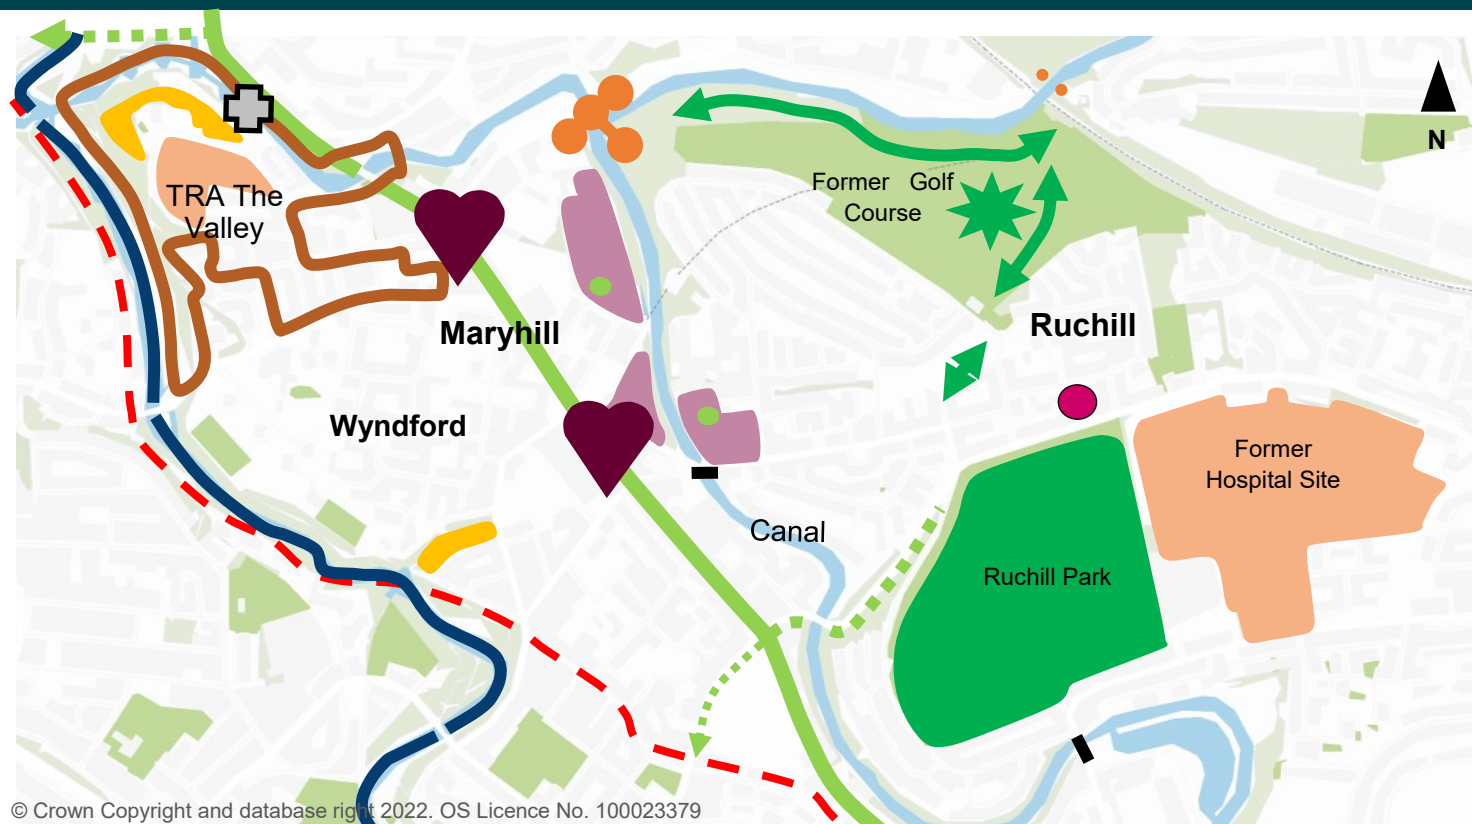 N
Former Golf
Course
TRA The
Valley
Ruchill
Maryhill
Wyndford
Former
Hospital Site
Canal
Ruchill Park
© Crown Copyright and database right 2022. OS Licence No. 100023379